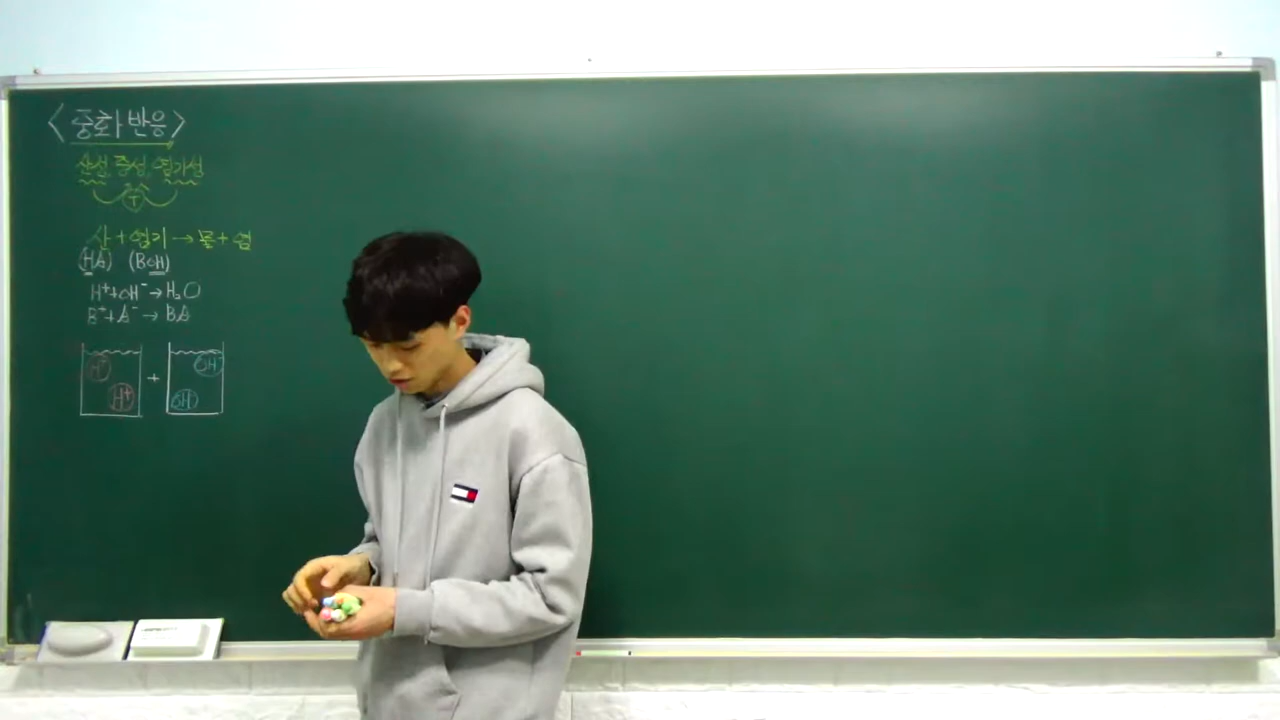 <중화 반응>
산성, 중성, 염기성
산 + 염기 → 물 + 염
(HA) (BOH)
H⁺+OH⁻→H₂O
B⁺+A⁻→BA
H⁺ + OH⁻
H⁺ OH⁻